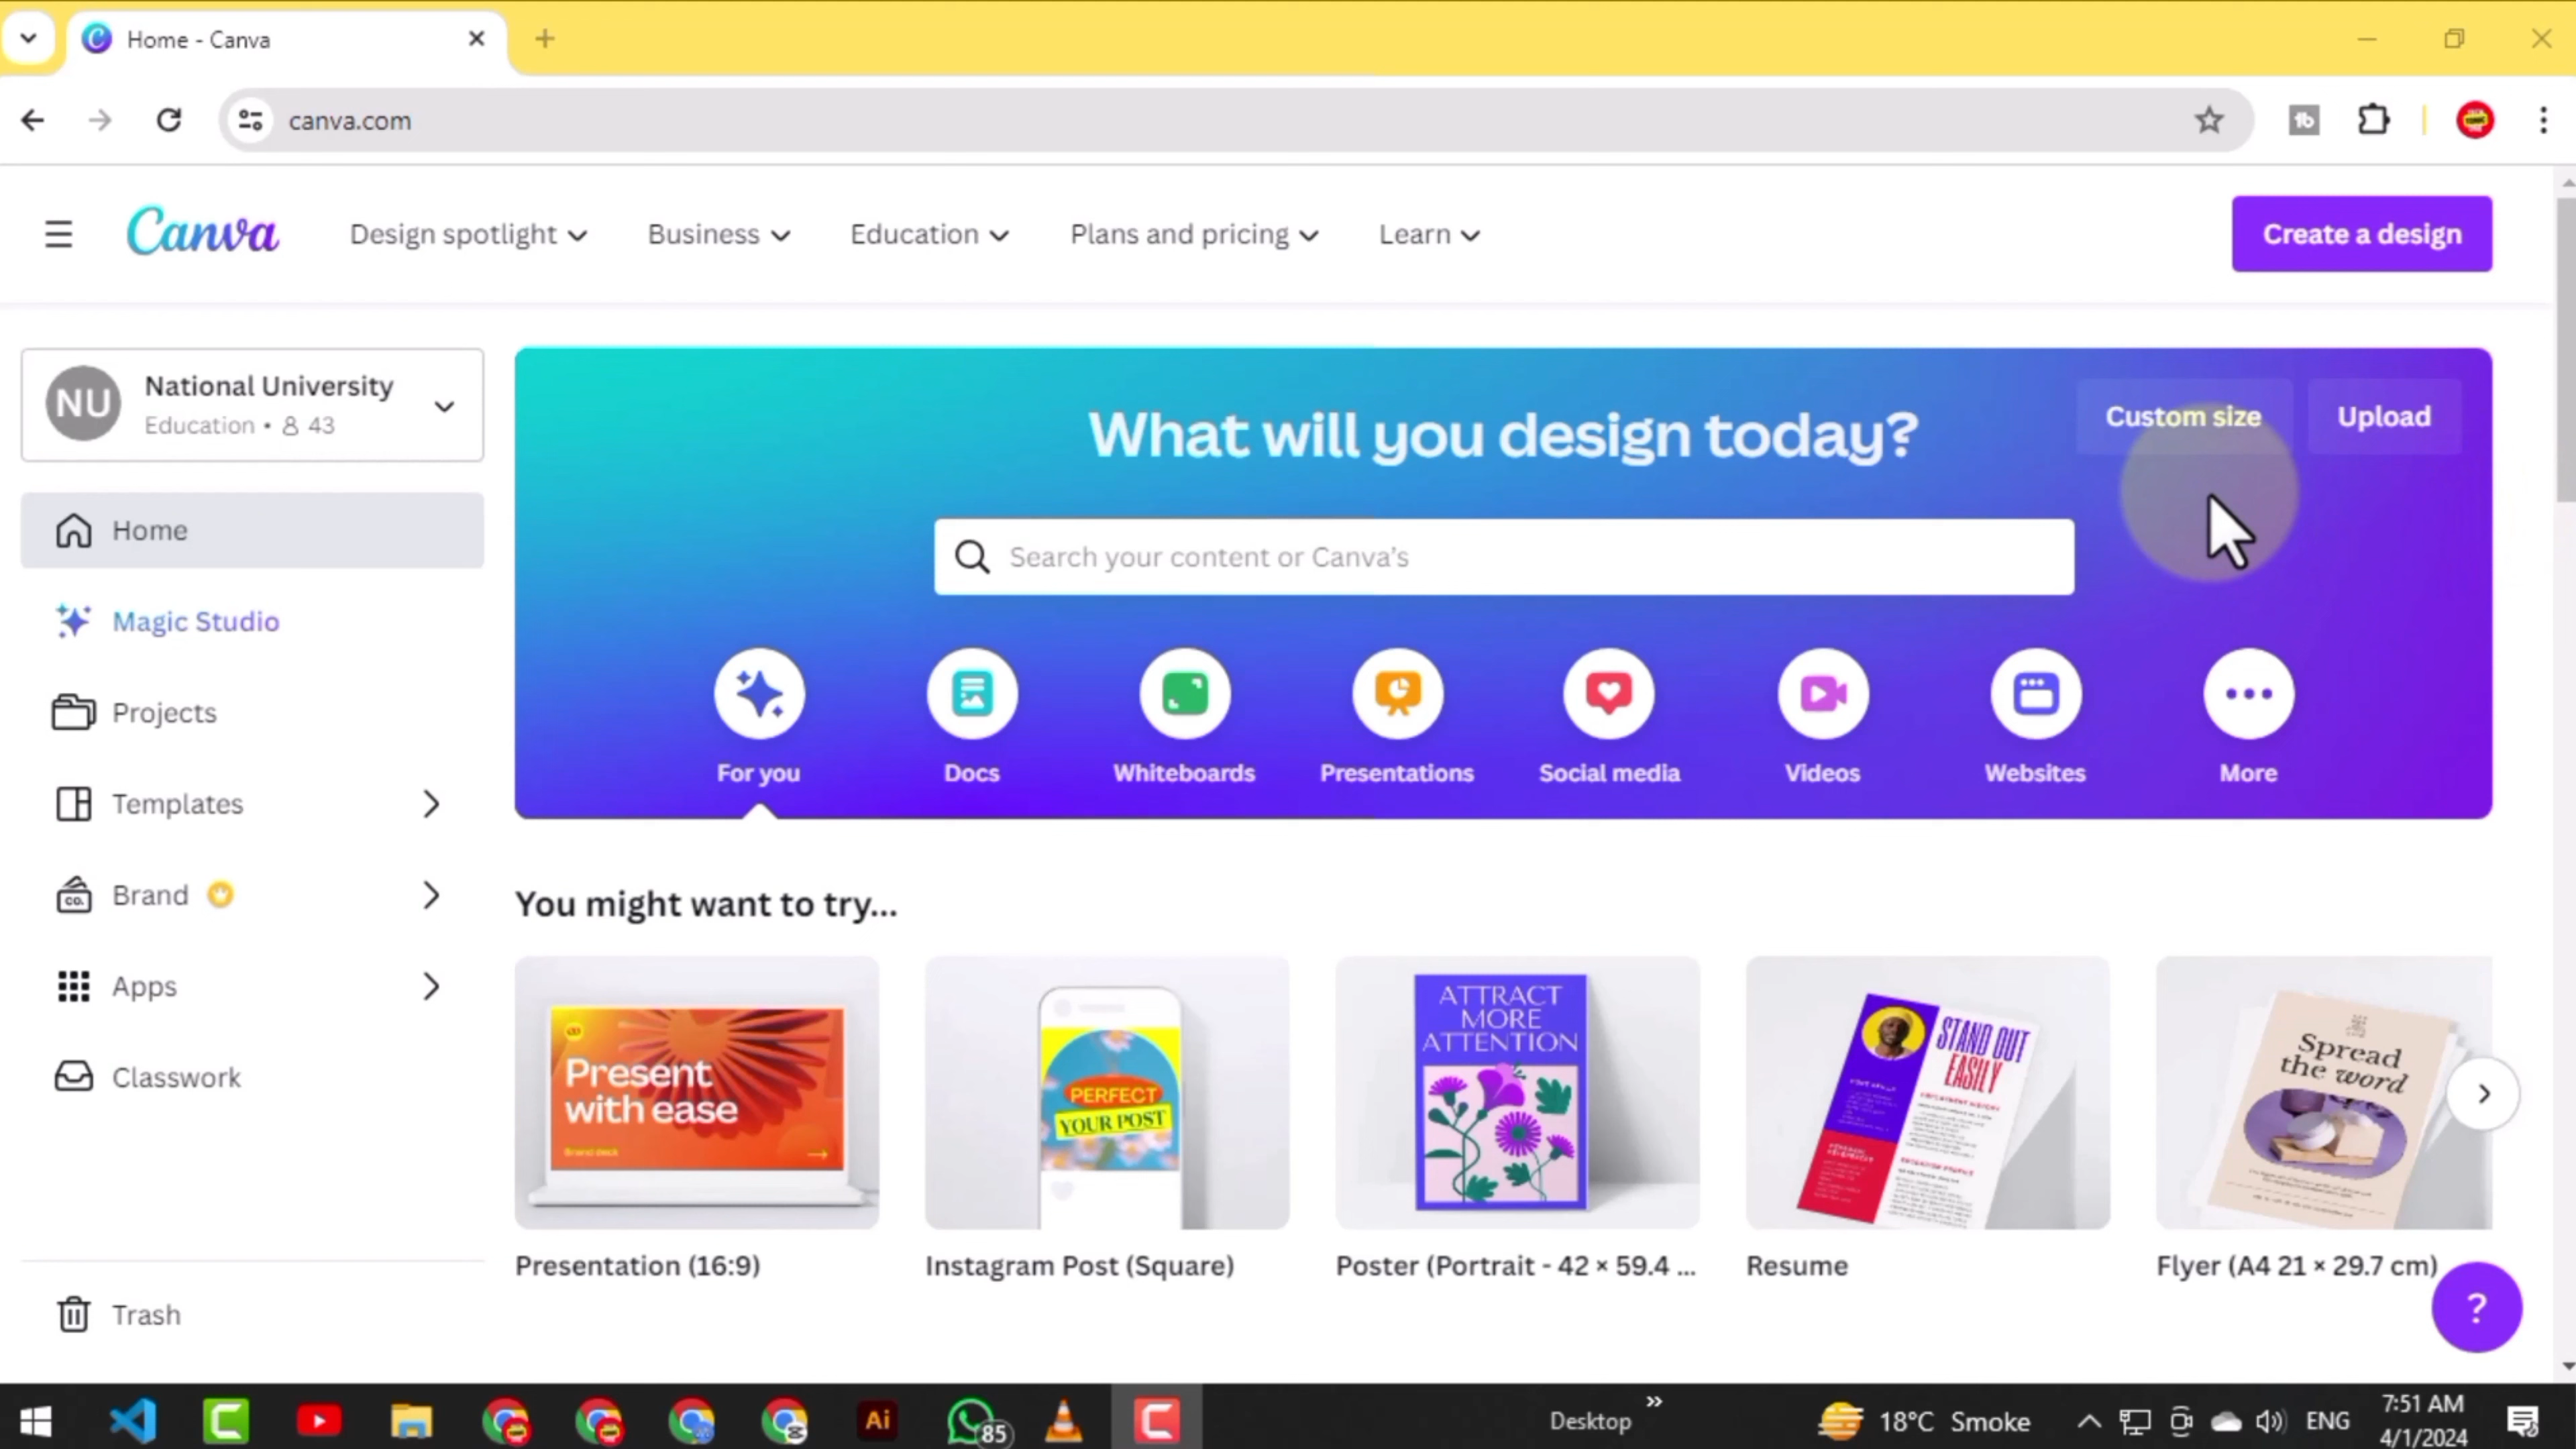 Home - Canva
canva.com
Canva
Design spotlight
Business
Education
Plans and pricing
Learn
Create a design
NU
National University
Education • 43
Home
Magic Studio
Projects
Templates
CO.
Brand
Apps
Classwork
Trash
What will you design today?
Custom size
Upload
Search your content or Canva's
For you
Docs
Whiteboards
Presentations
Social media
Videos
Websites
More
You might want to try...
Present
with ease
Brand deck
PERFECT
YOUR POST
ATTRACT
MORE
ATTENTION
STAND OUT
EASILY
Spread
the word
Presentation (16:9)
Instagram Post (Square)
Poster (Portrait - 42 × 59.4 ...
Resume
Flyer (A4 21 × 29.7 cm)
?
Ai
85
Desktop
18°C Smoke
ENG
7:51 AM
4/1/2024